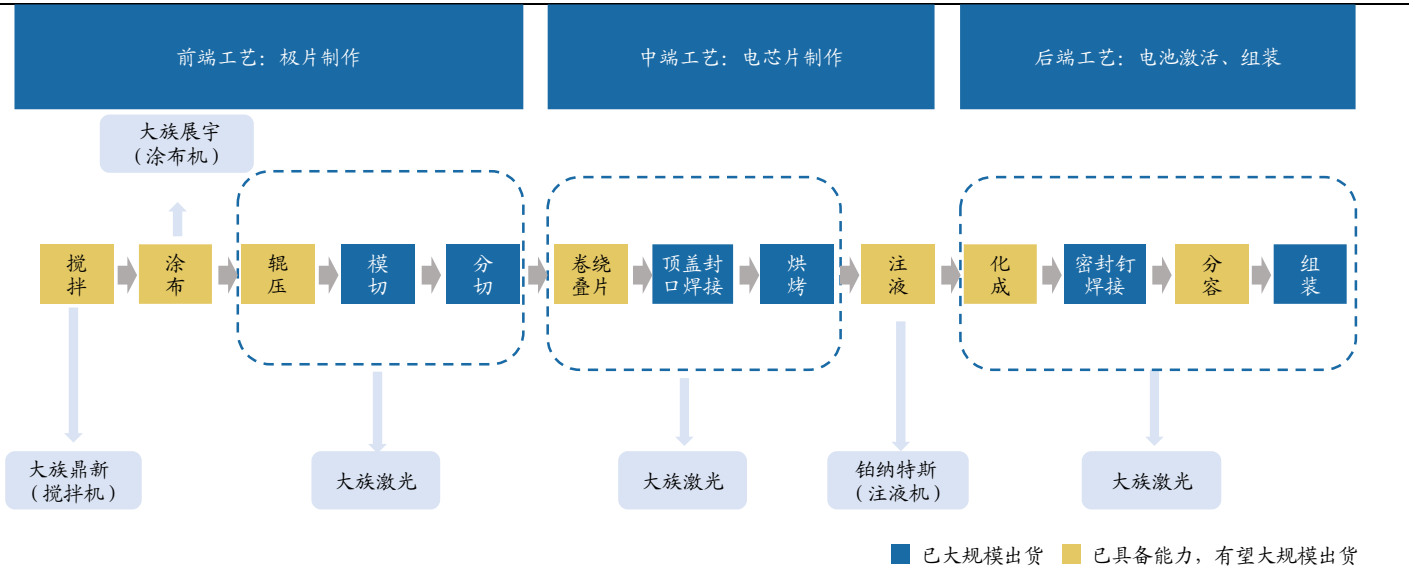 前端工艺：极片制作
中端工艺：电芯片制作
后端工艺：电池激活、组装
大族展宇
（涂布机）
搅
拌
涂
布
辊
压
模
切
分
切
卷绕
叠片
顶盖封
口焊接
烘
烤
注
液
化
成
密封钉
焊接
分
容
组
装
大族鼎新
（搅拌机）
大族激光
大族激光
铂纳特斯
（注液机）
大族激光
已大规模出货
已具备能力，有望大规模出货